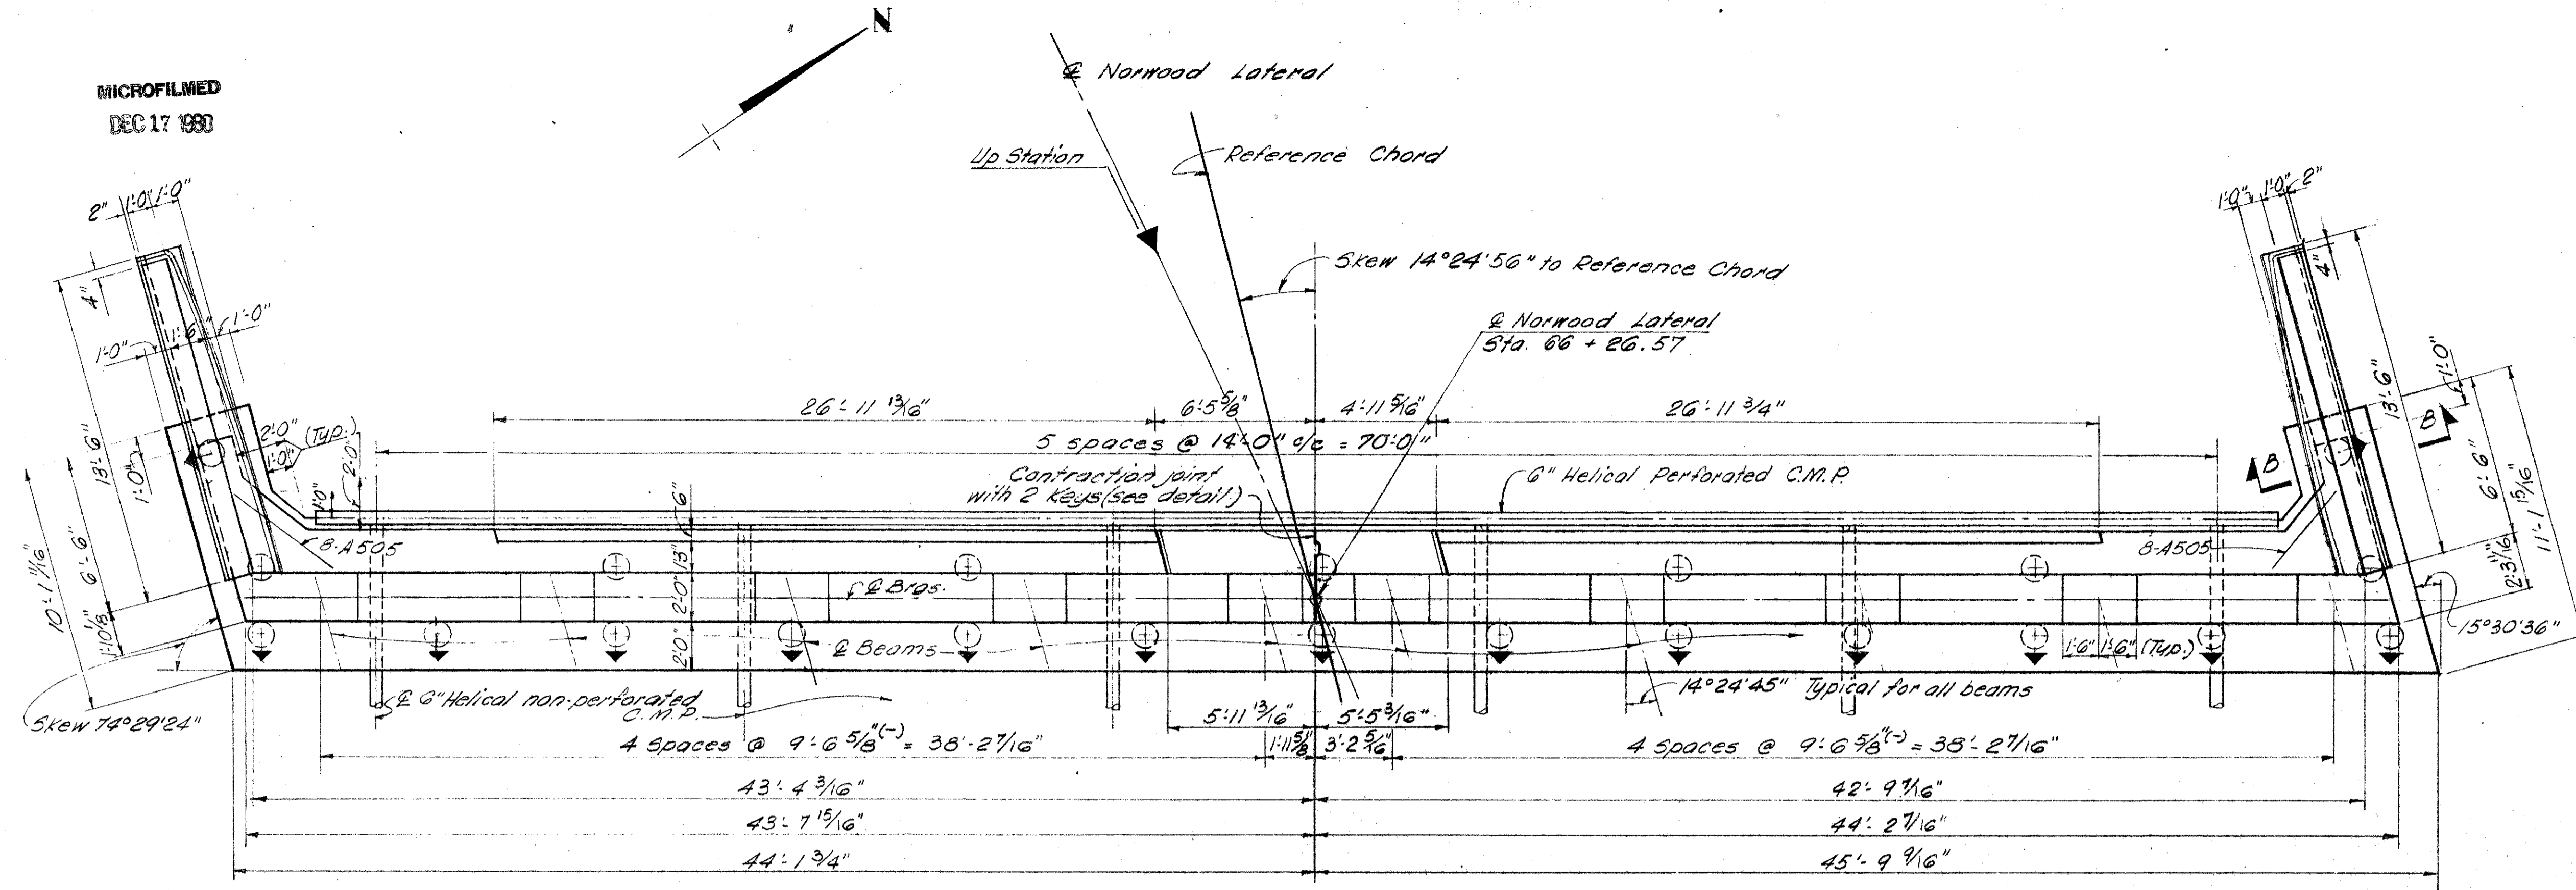 N
MICROFILMED
DEC 17 1980
℄ Norwood Lateral
Up Station
Reference Chord
2" 1'-0" 1'-0"
1'-0" 1'-0" 2"
Skew 14°24'56" to Reference Chord
℄ Norwood Lateral
Sta. 66 + 26.57
4"
4"
1'-0" 1'-6" 1'-0"
13'-6"
1'-0"
26'-11 13/16" 6'-5 5/8" 4'-11 5/16" 26'-11 3/4"
5 spaces @ 14'-0" c/c = 70'-0"
2'-0" (Typ.)
1'-0"
2'-0"
1'-0"
Contraction joint
with 2 Keys (see detail)
6" Helical Perforated C.M.P.
B
B
13'-6"
1'-0"
6'-6"
11'-1 15/16"
2'-3 11/16"
10'-1 11/16"
6'-6"
1'-10 1/8"
8-A505
6"
13"
2'-0"
2'-0"
℄ Brgs.
8-A505
℄ Beams
1'-6" 1'-6" (Typ.)
15°30'36"
℄ 6" Helical non-perforated
C.M.P.
14°24'45" Typical for all beams
Skew 74°29'24"
5'-11 13/16" 5'-5 3/16"
4 Spaces @ 9'-6 5/8"(-) = 38'-2 7/16"
1'-11 5/8" 3'-2 5/16"
4 Spaces @ 9'-6 5/8"(-) = 38'-2 7/16"
43'-4 3/16" 42'-9 7/16"
43'-7 15/16" 44'-2 7/16"
44'-1 3/4" 45'-9 9/16"